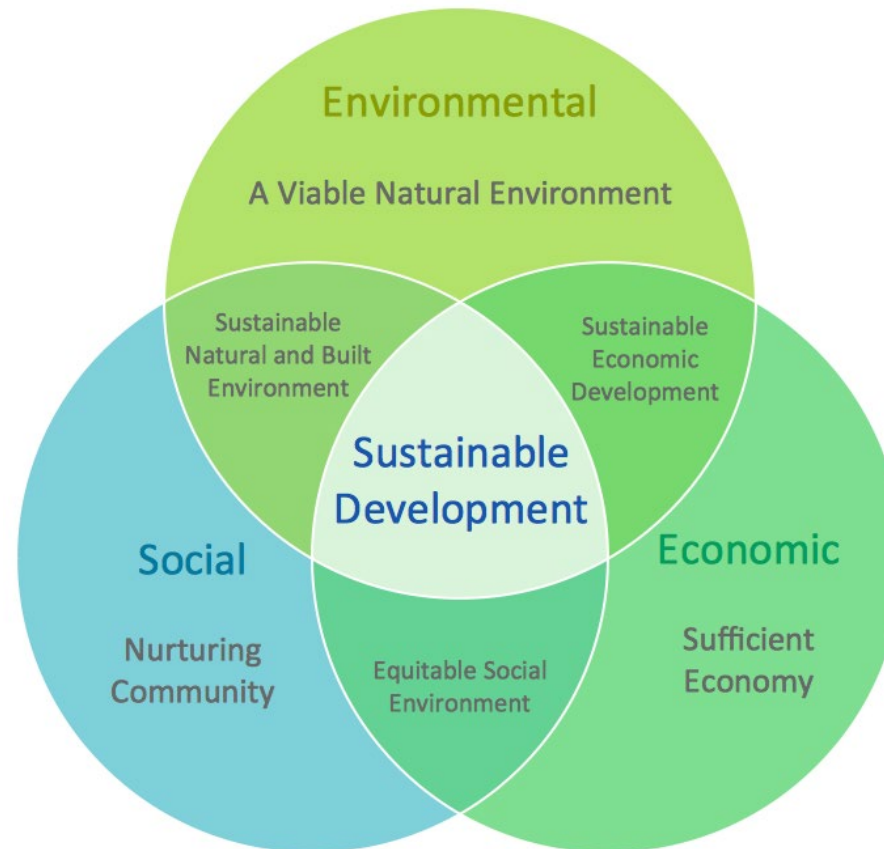 Environmental
A Viable Natural Environment
Sustainable
Natural and Built
Environment
Sustainable
Economic
Development
Sustainable
Development
Social
Nurturing
Community
Economic
Sufficient
Economy
Equitable Social
Environment